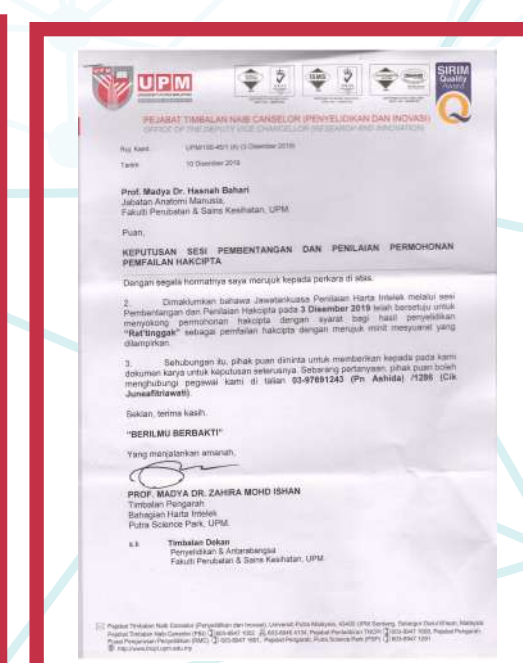 UPM
SIRIM
Quality
Award
Q
PEJABAT TIMBALAN NAIB CANSELOR (PENYELIDIKAN DAN INOVASI)
OFFICE OF THE DEPUTY VICE CHANCELLOR (RESEARCH AND INNOVATION)
Ruj. Kami
Tarikh 10 Disember 2019
Prof. Madya Dr. Hasnah Bahari
Jabatan Anatomi Manusia,
Fakulti Perubatan & Sains Kesihatan, UPM
Puan,
KEPUTUSAN SESI PEMBENTANGAN DAN PENILAIAN PERMOHONAN
PEMFAILAN HAKCIPTA
Dengan segala hormatnya saya merujuk kepada perkara di atas.
2. Dimaklumkan bahawa Jawatankuasa Penilaian Harta Intelek melalui sesi
Pembentangan dan Penilaian Hakcipta pada 3 Disember 2019 telah bersetuju untuk
menyokong permohonan hakcipta dengan syarat bagi hasil penyelidikan
"Raf'tinggak" sebagai pemfailan hakcipta dengan merujuk minit mesyuarat yang
dilampirkan.
3. Sehubungan itu, pihak puan diminta untuk memberikan kepada pada kami
dokumen karya untuk keputusan seterusnya. Sebarang pertanyaan, pihak puan boleh
menghubungi pegawai kami di talian 03-97691243 (Pn Ashida) /1286 (Cik
Juneafitriawati).
Sekian, terima kasih.
"BERILMU BERBAKTI"
Yang menjalankan amanah,
PROF. MADYA DR. ZAHIRA MOHD ISHAN
Timbalan Pengarah
Bahagian Harta Intelek
Putra Science Park, UPM.
s.k Timbalan Dekan
Penyelidikan & Antarabangsa
Fakulti Perubatan & Sains Kesihatan, UPM